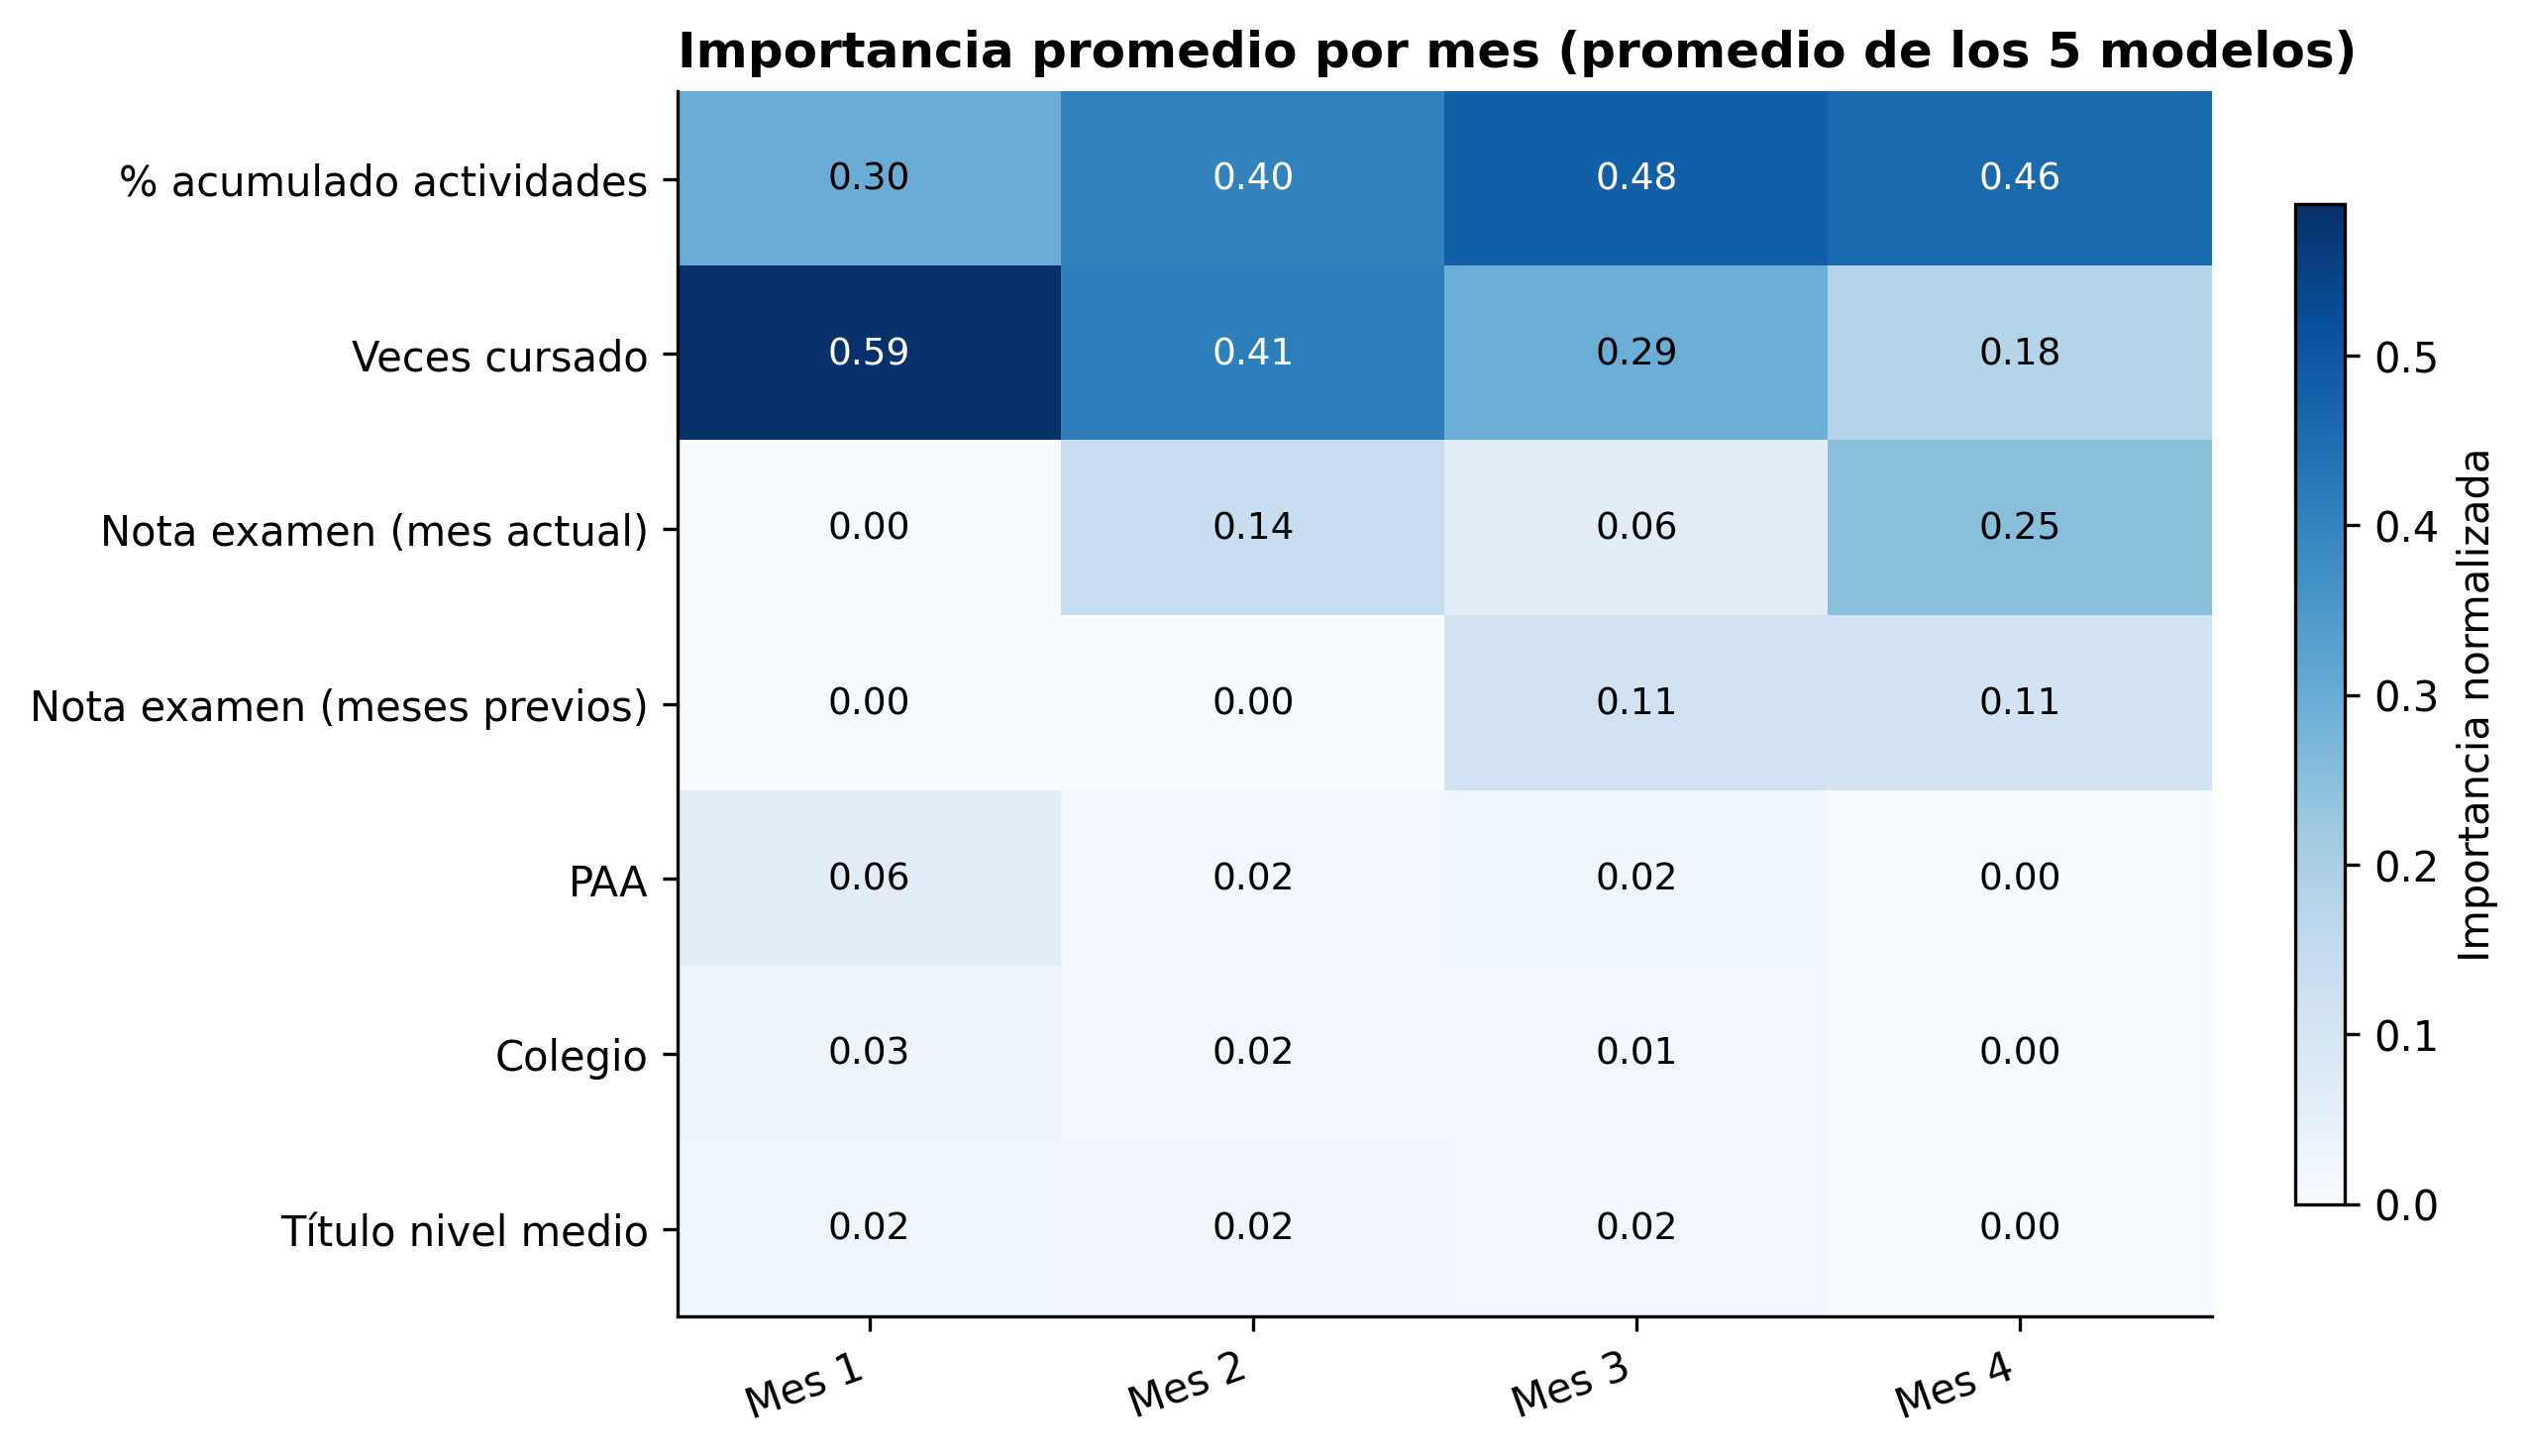 Importancia promedio por mes (promedio de los 5 modelos)
% acumulado actividades 0.30 0.40 0.48 0.46
Veces cursado 0.59 0.41 0.29 0.18
Nota examen (mes actual) 0.00 0.14 0.06 0.25
Nota examen (meses previos) 0.00 0.00 0.11 0.11
PAA 0.06 0.02 0.02 0.00
Colegio 0.03 0.02 0.01 0.00
Título nivel medio 0.02 0.02 0.02 0.00
Mes 1 Mes 2 Mes 3 Mes 4
0.5
0.4
0.3
0.2
0.1
0.0
Importancia normalizada